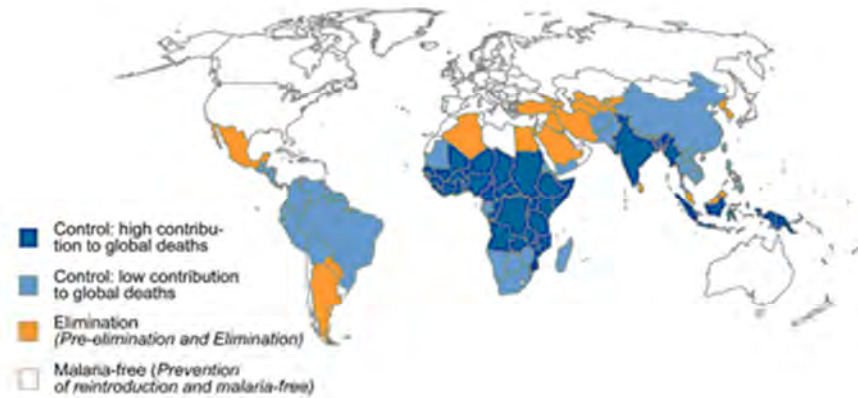 Control: high contribu-
tion to global deaths
Control: low contribution
to global deaths
Elimination
(Pre-elimination and Elimination)
Malaria-free (Prevention
of reintroduction and malaria-free)